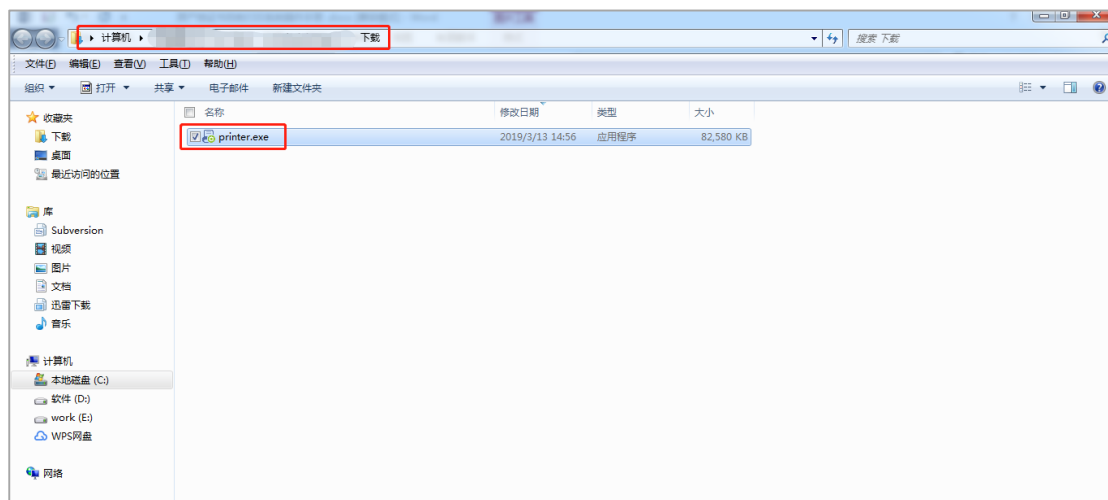 计算机 下载 搜索 下载
文件(F) 编辑(E) 查看(V) 工具(T) 帮助(H)
组织 打开 共享 电子邮件 新建文件夹
名称 修改日期 类型 大小
printer.exe 2019/3/13 14:56 应用程序 82,580 KB
收藏夹
下载
桌面
最近访问的位置
库
Subversion
视频
图片
文档
迅雷下载
音乐
计算机
本地磁盘 (C:)
软件 (D:)
work (E:)
WPS网盘
网络